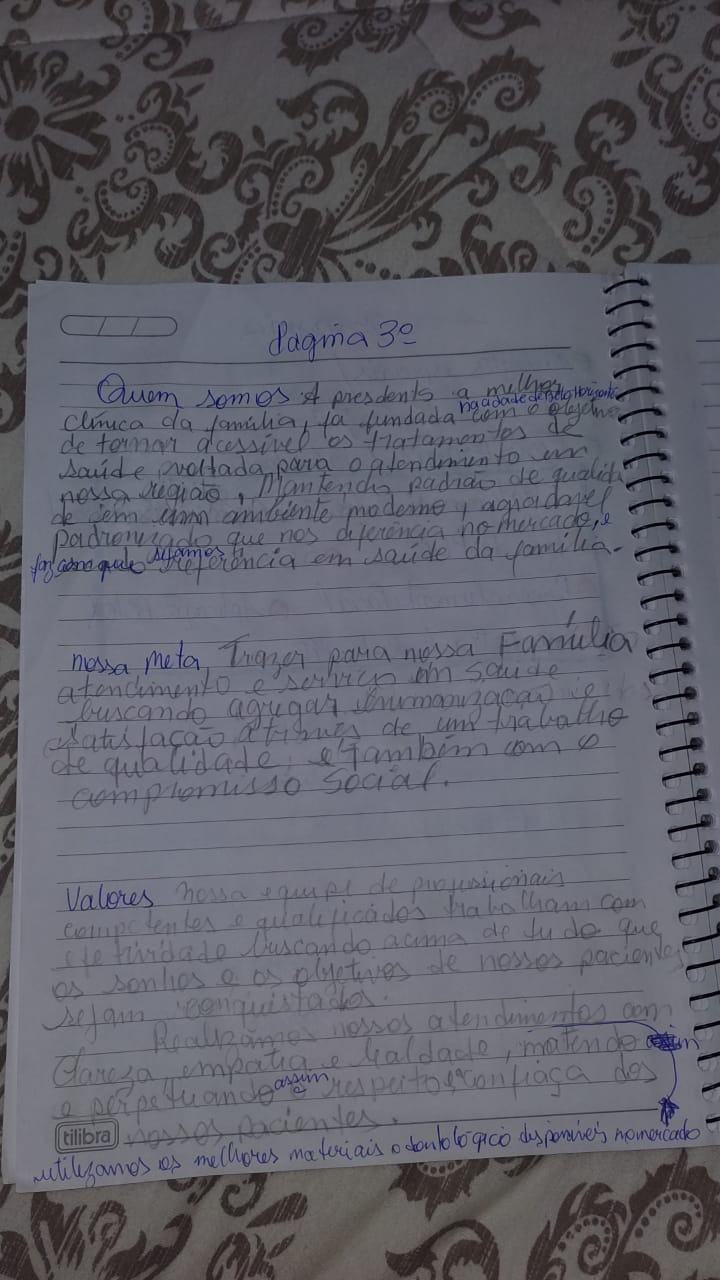 Pagina 3º
Quem somos A presdento a melhor
na cidade de Belo Horizonte
clínica da família, fa fundada com o objetivo
de tornar acessível os tratamentos de
saúde voltada, para o atendimento em
nossa região, Mantendo padrão de qualida
de em um ambiente moderno, agradavel
padronizado que nos diferência no mercado, e
faz com que sejamos referência em saúde da família.
nossa meta, Trazer para nossa Família
atendimento e serviço em saúde
buscando agregar humanização e
satisfação através de um trabalho
de qualidade, e também com o
compromisso social.
Valores nossa equipe de profissionais
competentes e qualificados trabalham com
efetividade buscando acima de tudo que
os sonhos e os objetivos de nossos pacientes
sejam conquistados.
Realizamos nossos atendimentos com
Clareza empatia e lealdade, matendo
e perpetuando assim e respeito e confiaça dos
tilibra nossos pacientes.
utilizamos os melhores materiais odontologico disponiveis no mercado